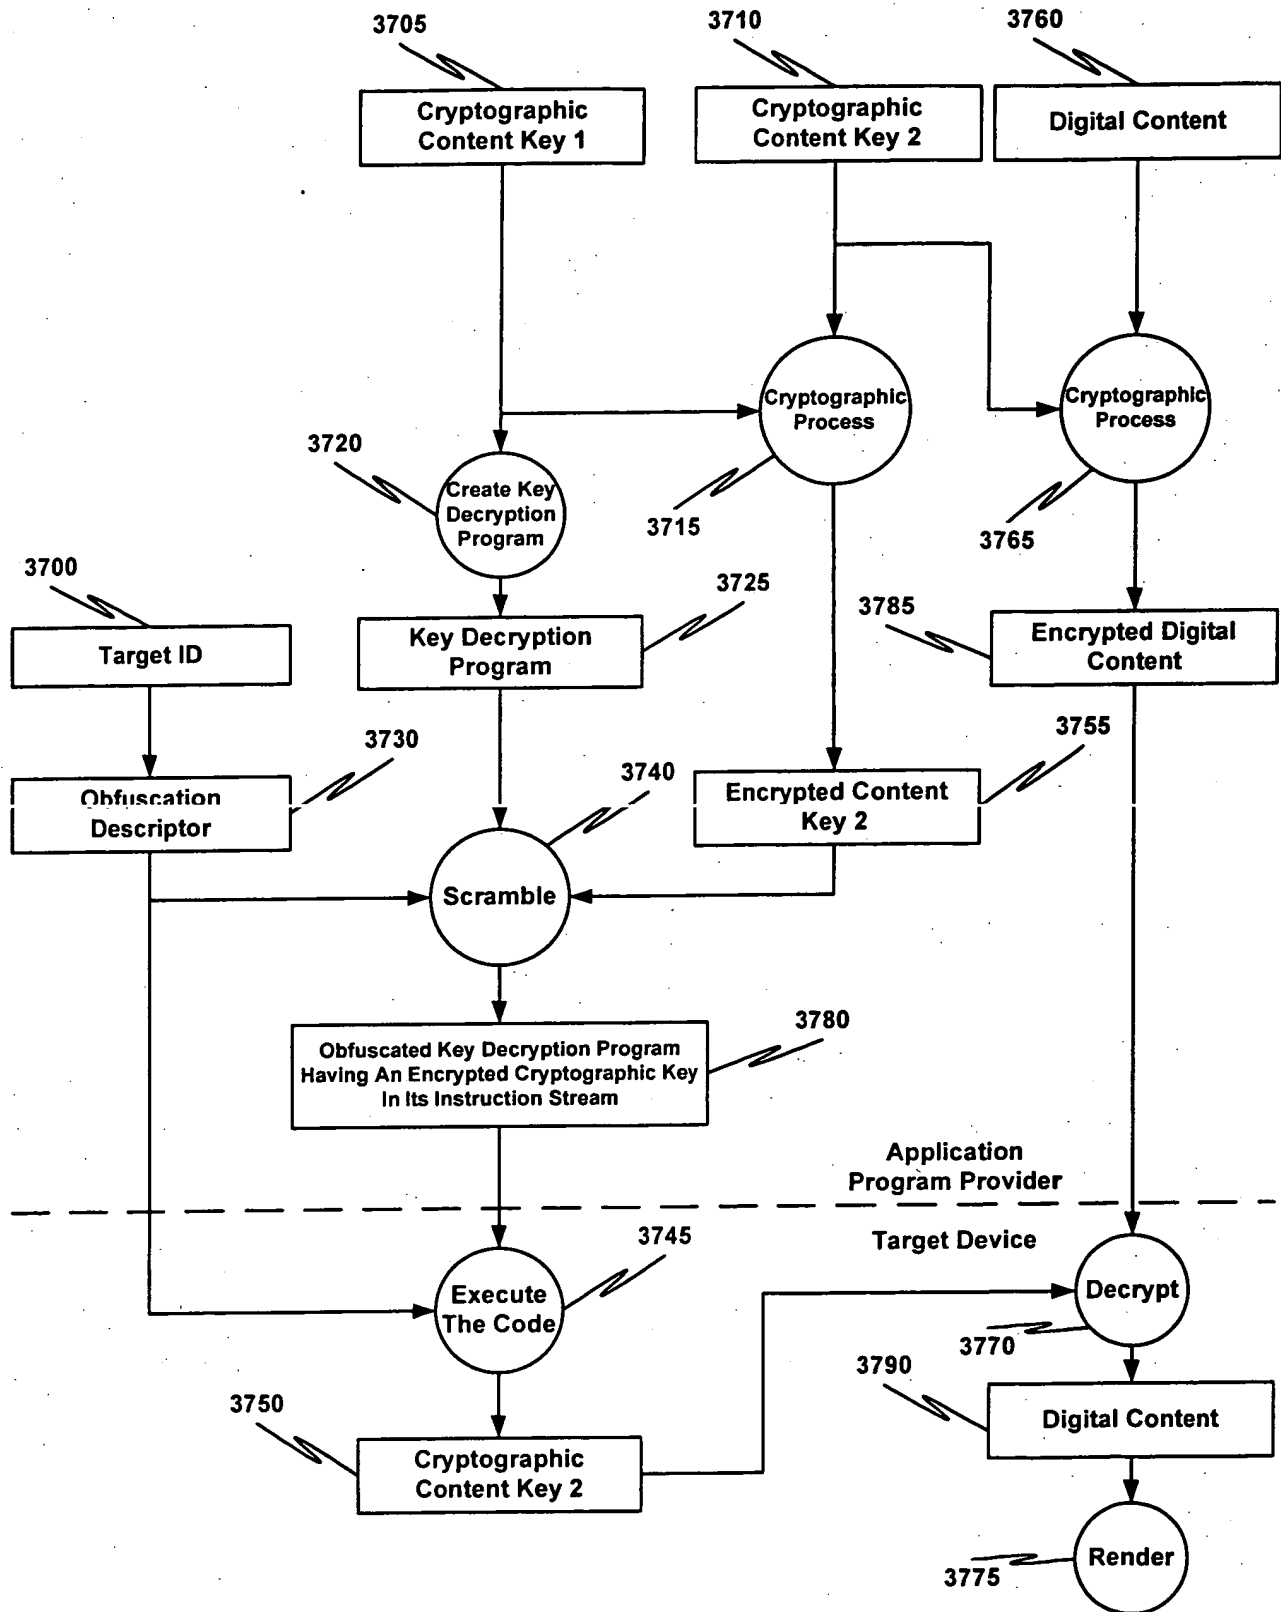 3705
3710
3760
Cryptographic
Content Key 1
Cryptographic
Content Key 2
Digital Content
Cryptographic
Process
Cryptographic
Process
3720
Create Key
Decryption
Program
3715
3765
3700
3725
3785
Target ID
Key Decryption
Program
Encrypted Digital
Content
3730
3740
3755
Obfuscation
Descriptor
Encrypted Content
Key 2
Scramble
3780
Obfuscated Key Decryption Program
Having An Encrypted Cryptographic Key
In Its Instruction Stream
Application
Program Provider
Target Device
3745
Execute
The Code
Decrypt
3770
3790
3750
Digital Content
Cryptographic
Content Key 2
Render
3775